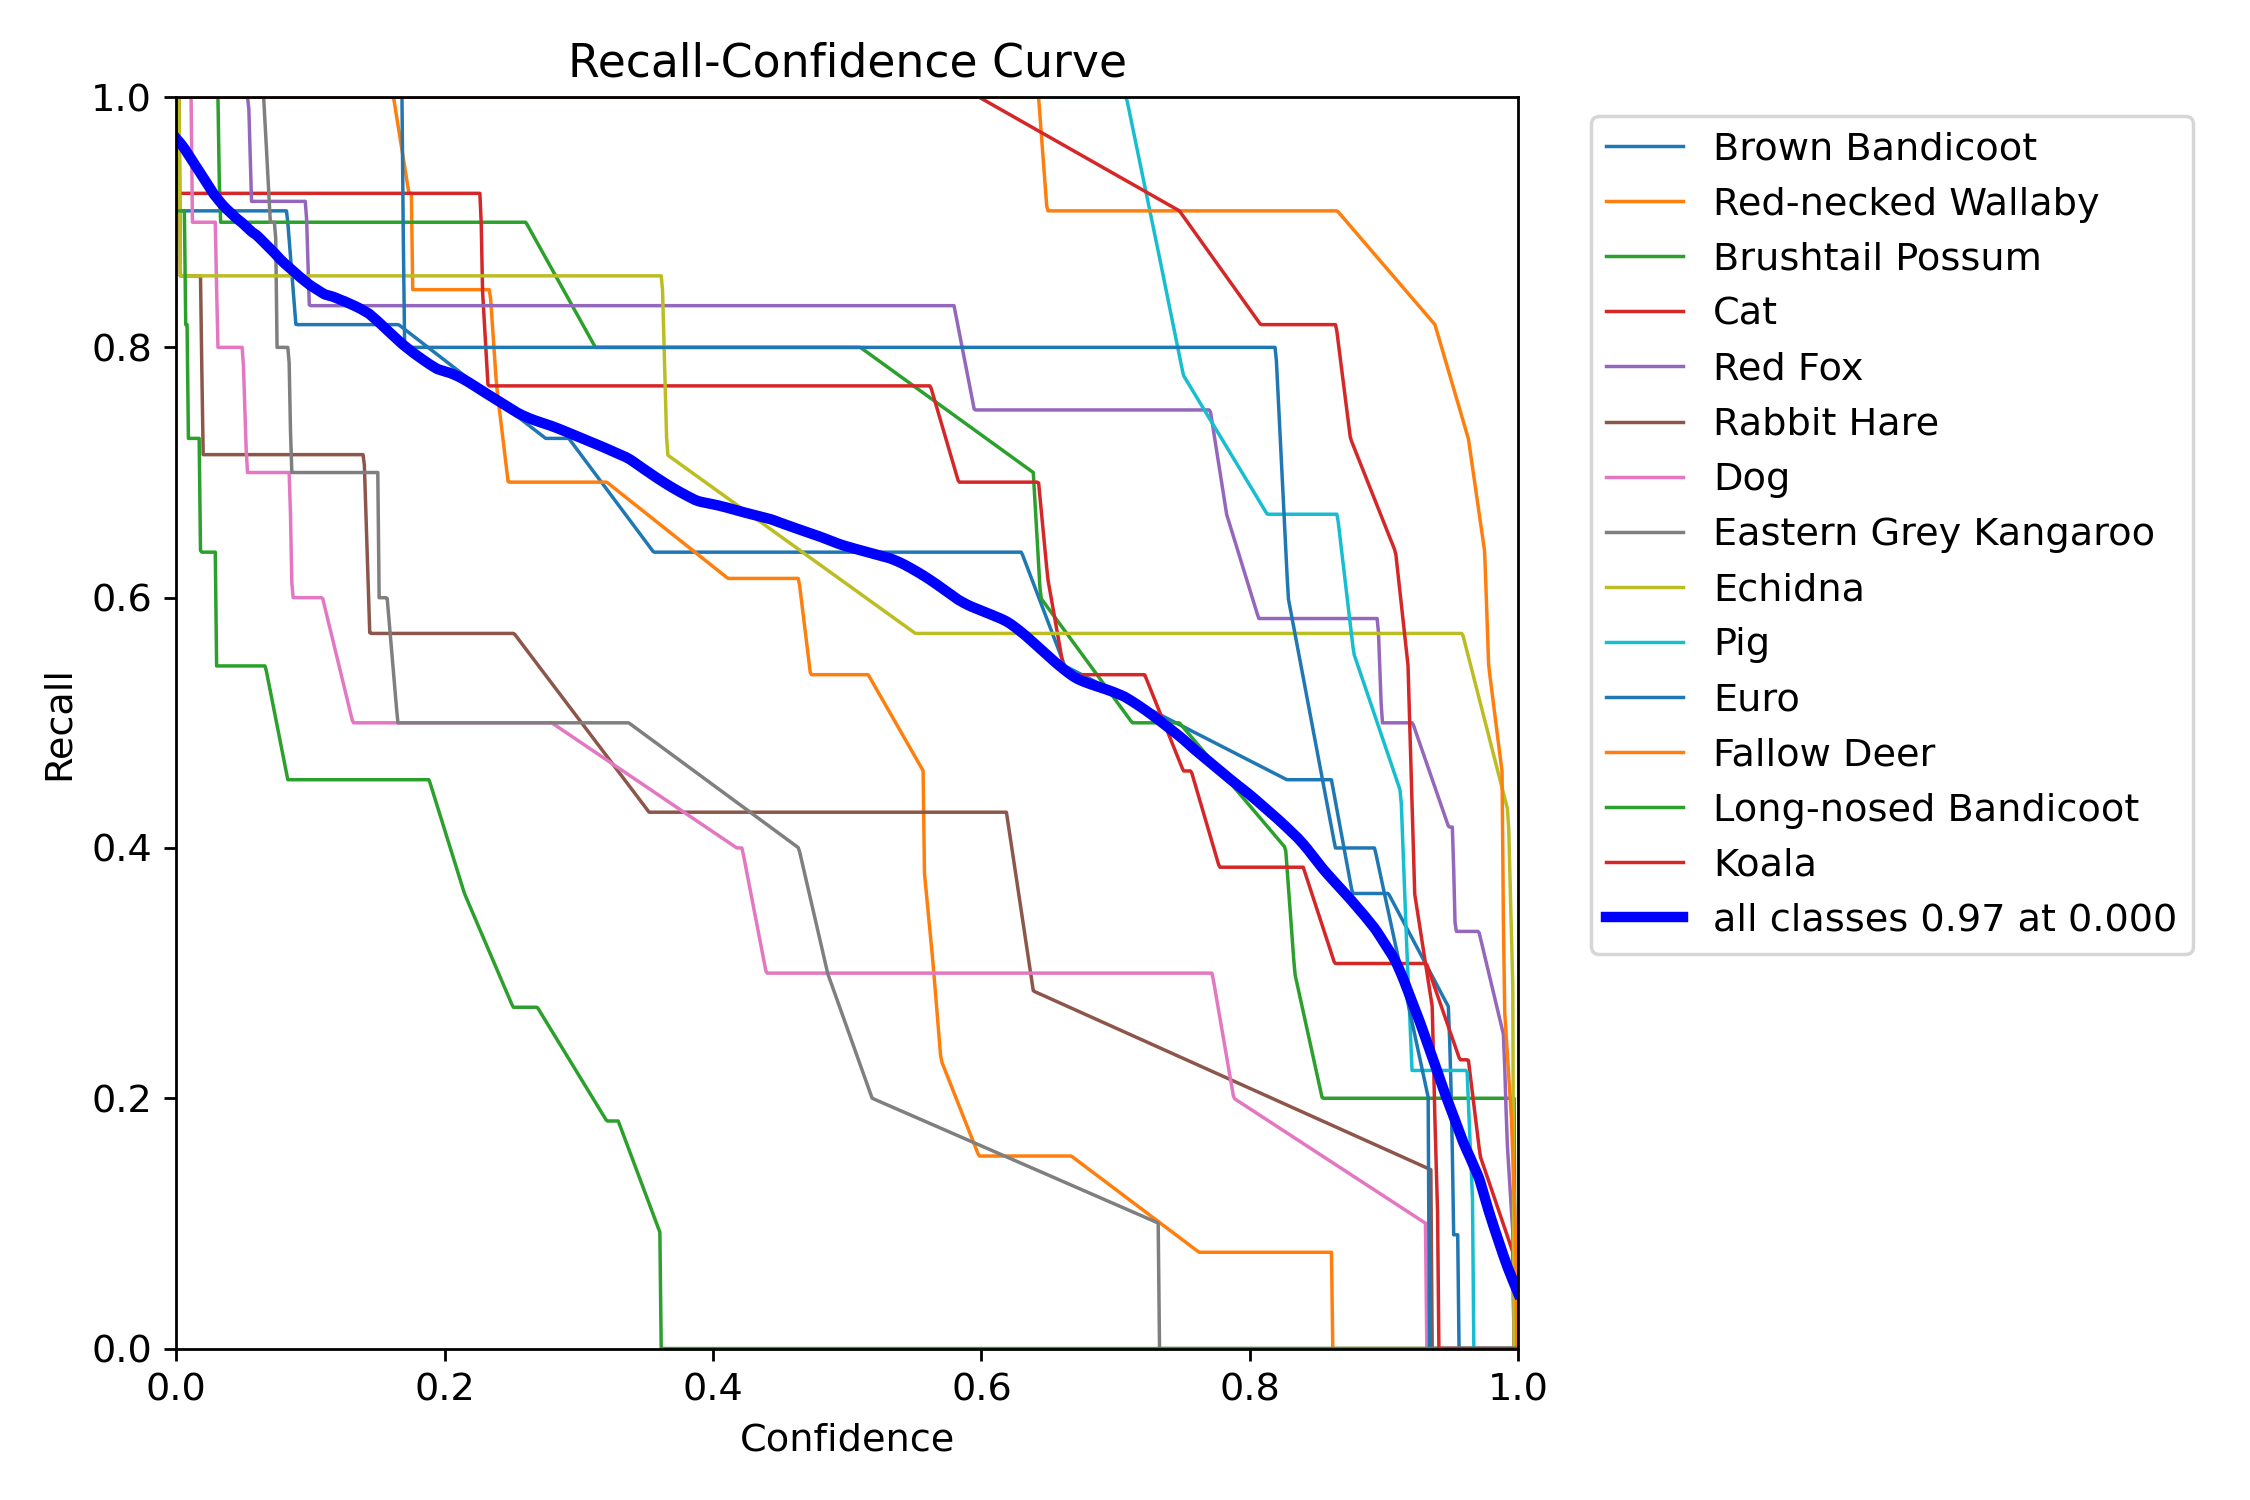 Recall-Confidence Curve
1.0
0.8
0.6
0.4
0.2
0.0
Recall
0.0 0.2 0.4 0.6 0.8 1.0
Confidence
Brown Bandicoot
Red-necked Wallaby
Brushtail Possum
Cat
Red Fox
Rabbit Hare
Dog
Eastern Grey Kangaroo
Echidna
Pig
Euro
Fallow Deer
Long-nosed Bandicoot
Koala
all classes 0.97 at 0.000